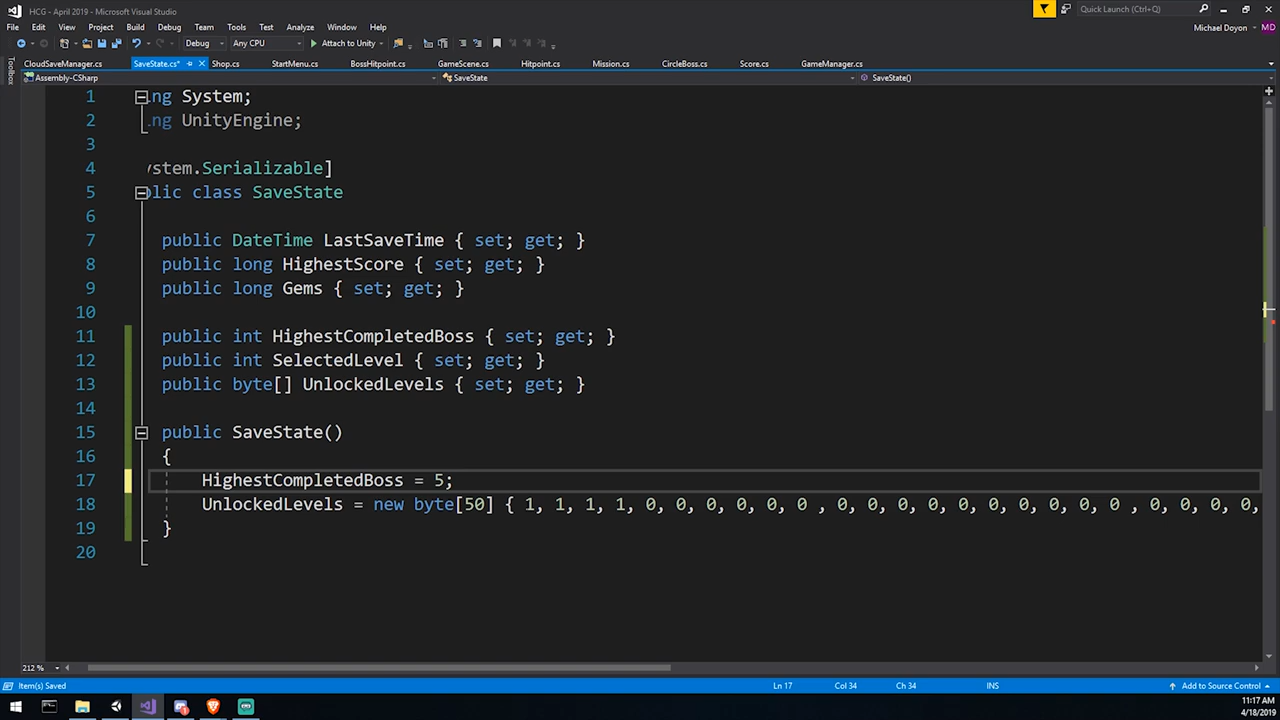 HCG - April 2019 - Microsoft Visual Studio
Quick Launch (Ctrl+Q)
File Edit View Project Build Debug Team Tools Test Analyze Window Help
Michael Doyon MD
Debug Any CPU Attach to Unity
Toolbox
CloudSaveManager.cs SaveState.cs* Shop.cs StartMenu.cs BossHitpoint.cs GameScene.cs Hitpoint.cs Mission.cs CircleBoss.cs Score.cs GameManager.cs
Assembly-CSharp SaveState SaveState()
1 ng System;
2 ng UnityEngine;
3
4 ystem.Serializable]
5 blic class SaveState
6
7 public DateTime LastSaveTime { set; get; }
8 public long HighestScore { set; get; }
9 public long Gems { set; get; }
10
11 public int HighestCompletedBoss { set; get; }
12 public int SelectedLevel { set; get; }
13 public byte[] UnlockedLevels { set; get; }
14
15 public SaveState()
16 {
17 HighestCompletedBoss = 5;
18 UnlockedLevels = new byte[50] { 1, 1, 1, 1, 0, 0, 0, 0, 0, 0 , 0, 0, 0, 0, 0, 0, 0, 0, 0, 0 , 0, 0, 0, 0,
19 }
20
212 %
Item(s) Saved Ln 17 Col 34 Ch 34 INS Add to Source Control
11:17 AM
4/18/2019